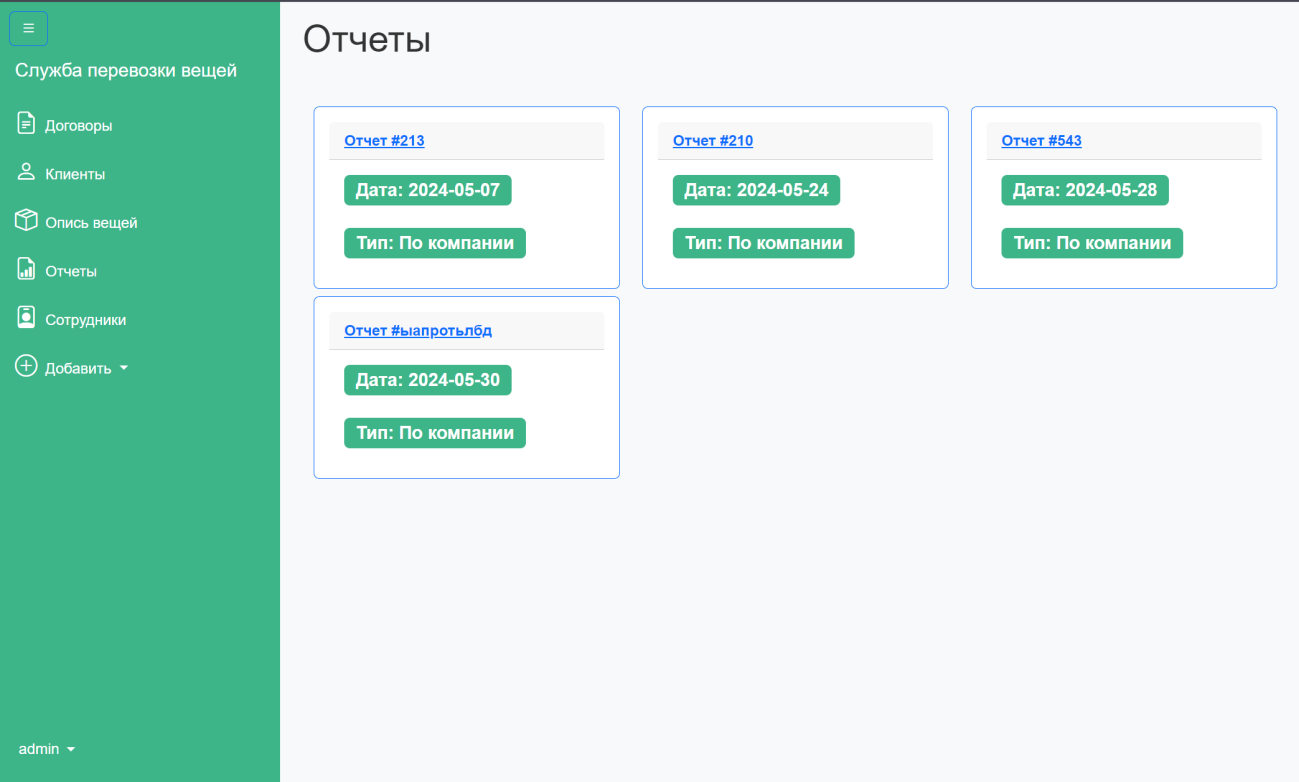 Служба перевозки вещей
Договоры
Клиенты
Опись вещей
Отчеты
Сотрудники
Добавить
admin
Отчеты
Отчет #213
Дата: 2024-05-07
Тип: По компании
Отчет #210
Дата: 2024-05-24
Тип: По компании
Отчет #543
Дата: 2024-05-28
Тип: По компании
Отчет #ыапротьлбд
Дата: 2024-05-30
Тип: По компании